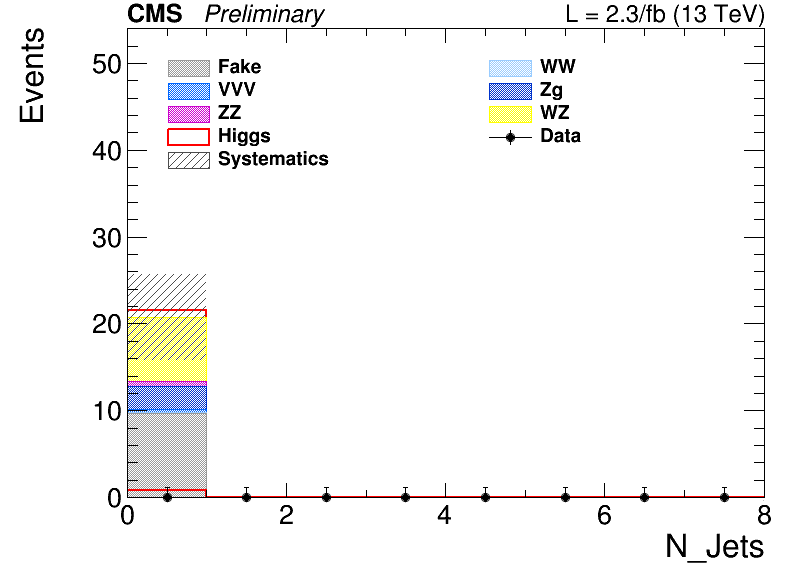 CMS Preliminary L = 2.3/fb (13 TeV)
Events
50
40
30
20
10
0
Fake WW
VVV Zg
ZZ WZ
Higgs Data
Systematics
0 2 4 6 8
N_Jets